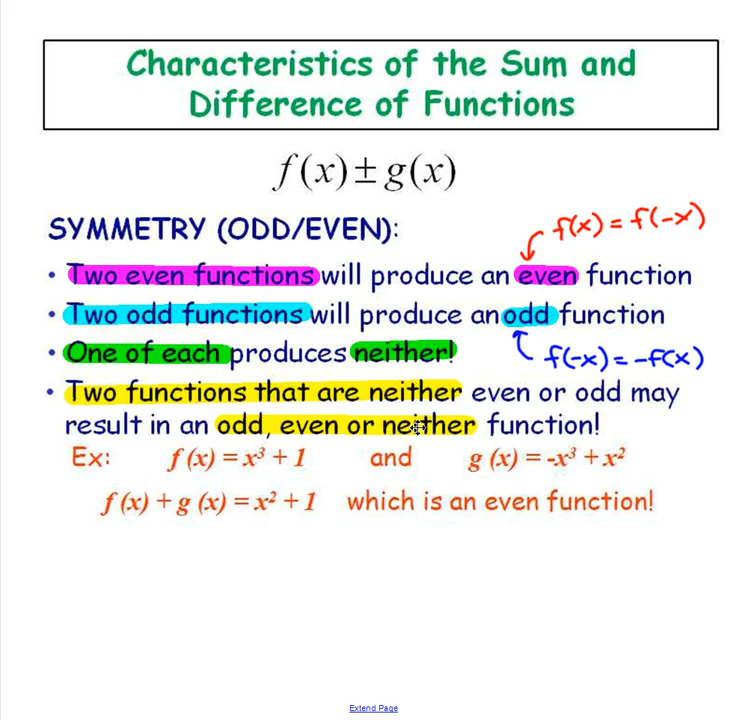 Characteristics of the Sum and
Difference of Functions
f(x) ± g(x)
SYMMETRY (ODD/EVEN):
f(x) = f(-x)
• Two even functions will produce an even function
• Two odd functions will produce an odd function
• One of each produces neither!
f(-x) = -f(x)
• Two functions that are neither even or odd may
result in an odd, even or neither function!
Ex: f(x) = x³ + 1 and g(x) = -x³ + x²
f(x) + g(x) = x² + 1 which is an even function!
Extend Page